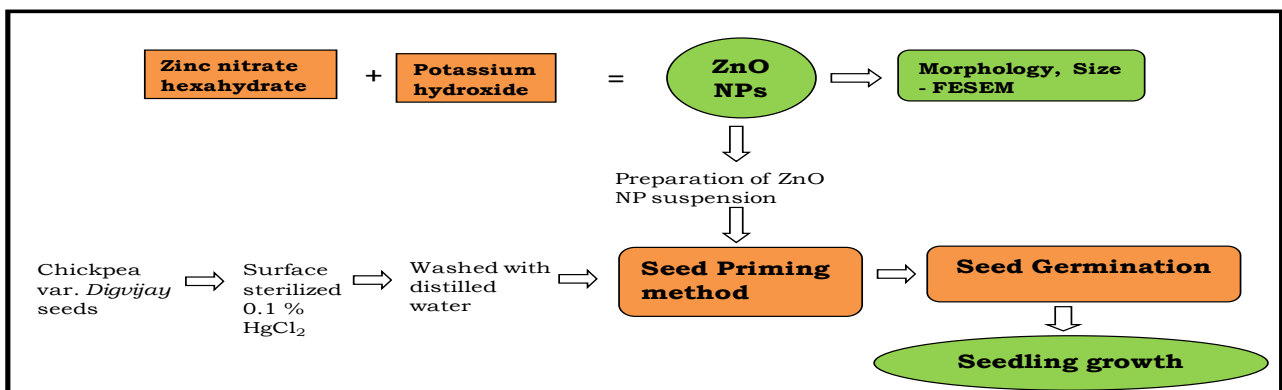 Zinc nitrate
hexahydrate
+
Potassium
hydroxide
=
ZnO
NPs
Morphology, Size
- FESEM
Preparation of ZnO
NP suspension
Chickpea
var. Digvijay
seeds
Surface
sterilized
0.1 %
HgCl₂
Washed with
distilled
water
Seed Priming
method
Seed Germination
Seedling growth